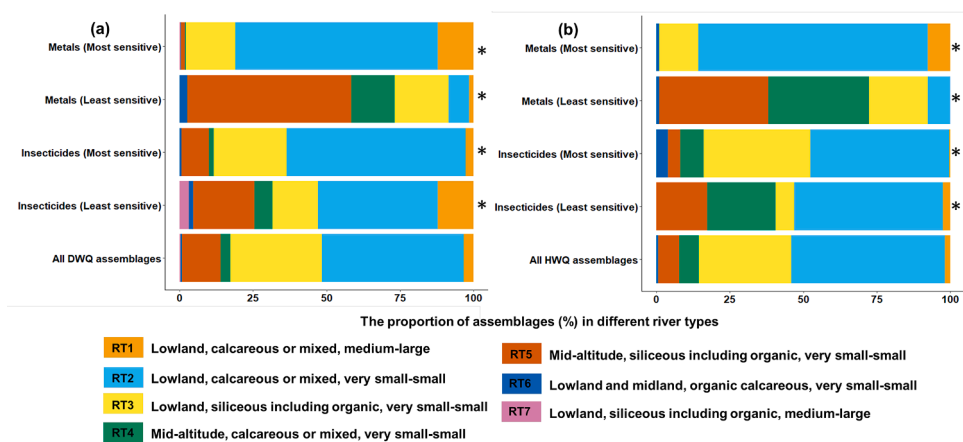 (a)
Metals (Most sensitive)
*
Metals (Least sensitive)
*
Insecticides (Most sensitive)
*
Insecticides (Least sensitive)
*
All DWQ assemblages
0 25 50 75 100
(b)
Metals (Most sensitive)
*
Metals (Least sensitive)
*
Insecticides (Most sensitive)
*
Insecticides (Least sensitive)
*
All HWQ assemblages
0 25 50 75 100
The proportion of assemblages (%) in different river types
RT1 Lowland, calcareous or mixed, medium-large
RT2 Lowland, calcareous or mixed, very small-small
RT3 Lowland, siliceous including organic, very small-small
RT4 Mid-altitude, calcareous or mixed, very small-small
RT5 Mid-altitude, siliceous including organic, very small-small
RT6 Lowland and midland, organic calcareous, very small-small
RT7 Lowland, siliceous including organic, medium-large